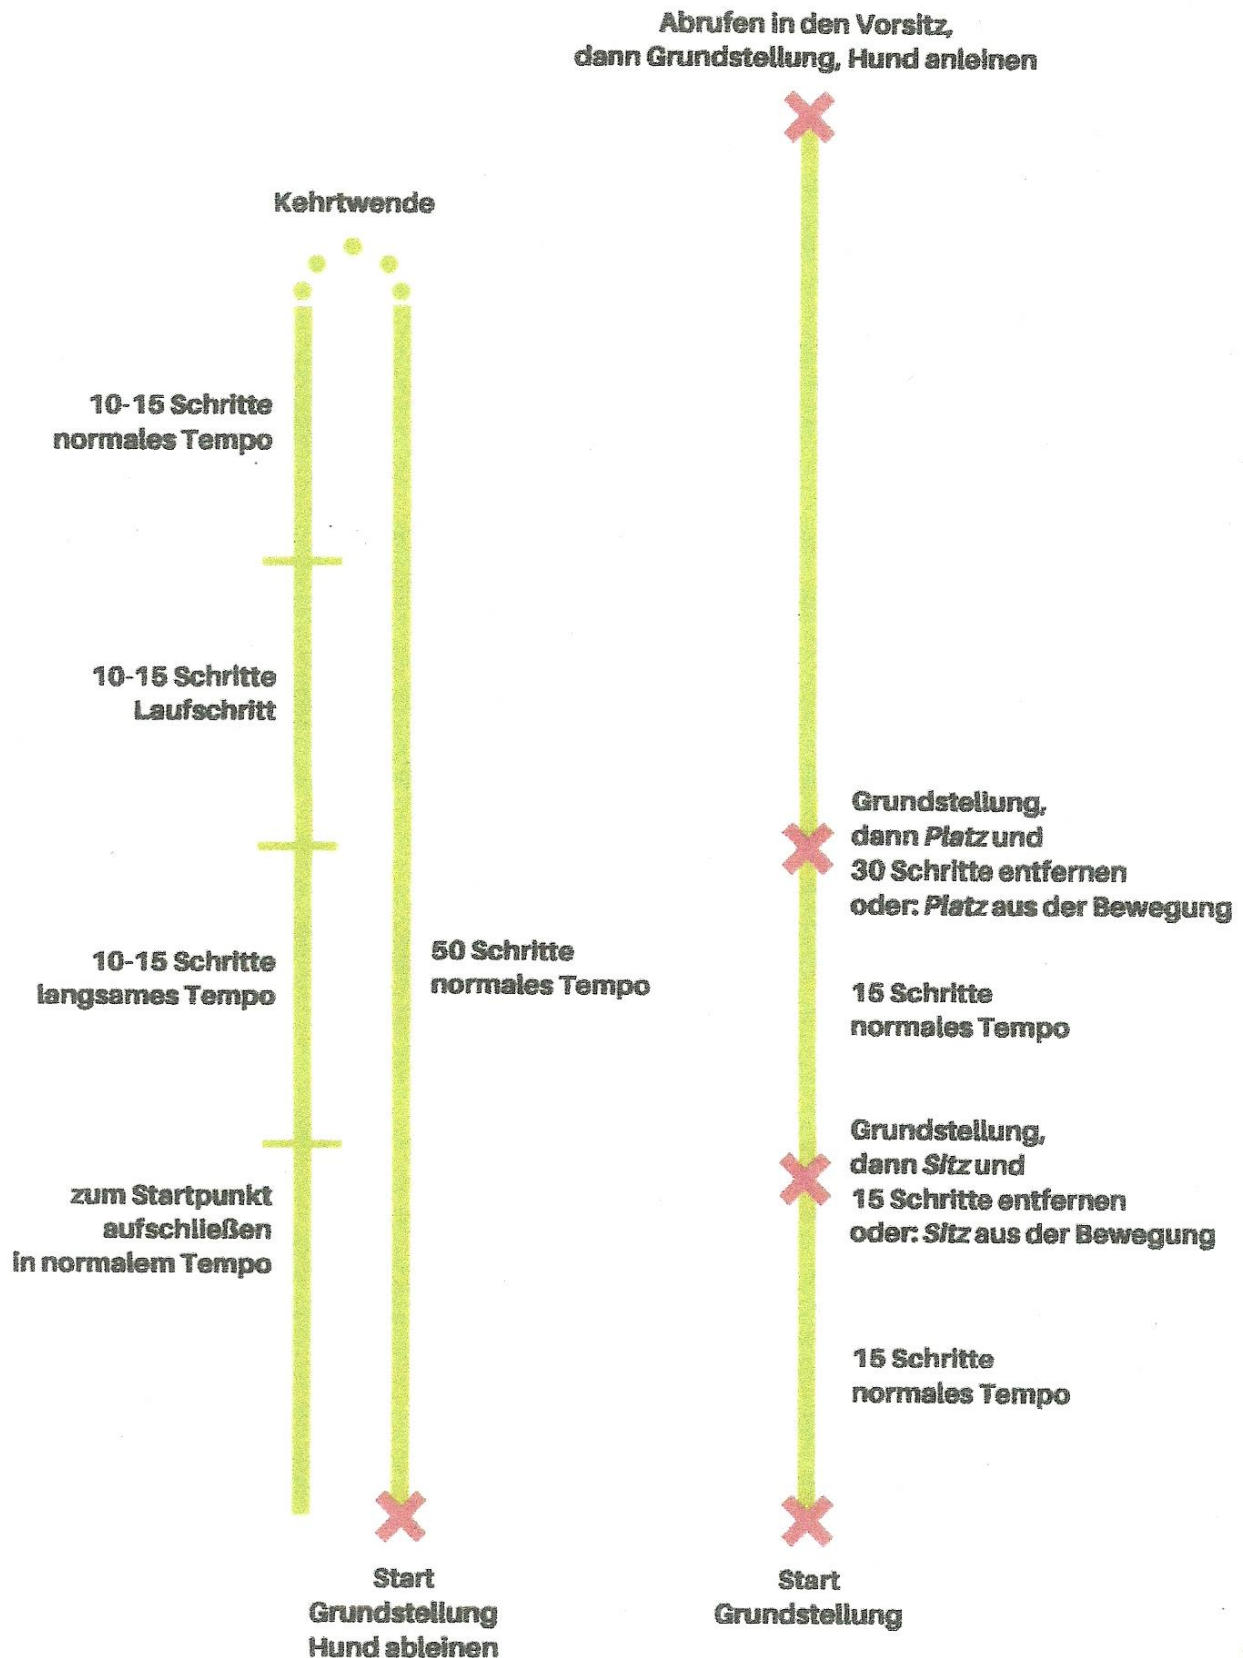 Abrufen in den Vorsitz,
dann Grundstellung, Hund anleinen
Kehrtwende
10-15 Schritte
normales Tempo
10-15 Schritte
Laufschritt
10-15 Schritte
langsames Tempo
zum Startpunkt
aufschließen
in normalem Tempo
50 Schritte
normales Tempo
Start
Grundstellung
Hund ableinen
Grundstellung,
dann Platz und
30 Schritte entfernen
oder: Platz aus der Bewegung
15 Schritte
normales Tempo
Grundstellung,
dann Sitz und
15 Schritte entfernen
oder: Sitz aus der Bewegung
15 Schritte
normales Tempo
Start
Grundstellung